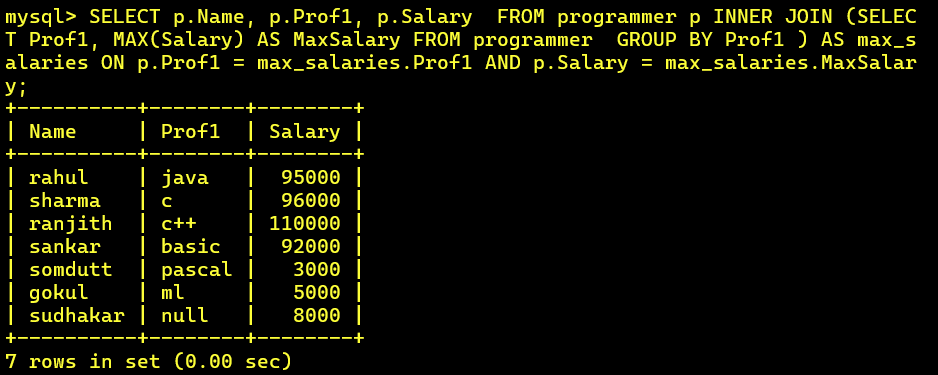 mysql> SELECT p.Name, p.Prof1, p.Salary  FROM programmer p INNER JOIN (SELEC
T Prof1, MAX(Salary) AS MaxSalary FROM programmer  GROUP BY Prof1 ) AS max_s
alaries ON p.Prof1 = max_salaries.Prof1 AND p.Salary = max_salaries.MaxSalar
y;
+----------+--------+--------+
| Name     | Prof1  | Salary |
+----------+--------+--------+
| rahul    | java   |  95000 |
| sharma   | c      |  96000 |
| ranjith  | c++    | 110000 |
| sankar   | basic  |  92000 |
| somdutt  | pascal |   3000 |
| gokul    | ml     |   5000 |
| sudhakar | null   |   8000 |
+----------+--------+--------+
7 rows in set (0.00 sec)